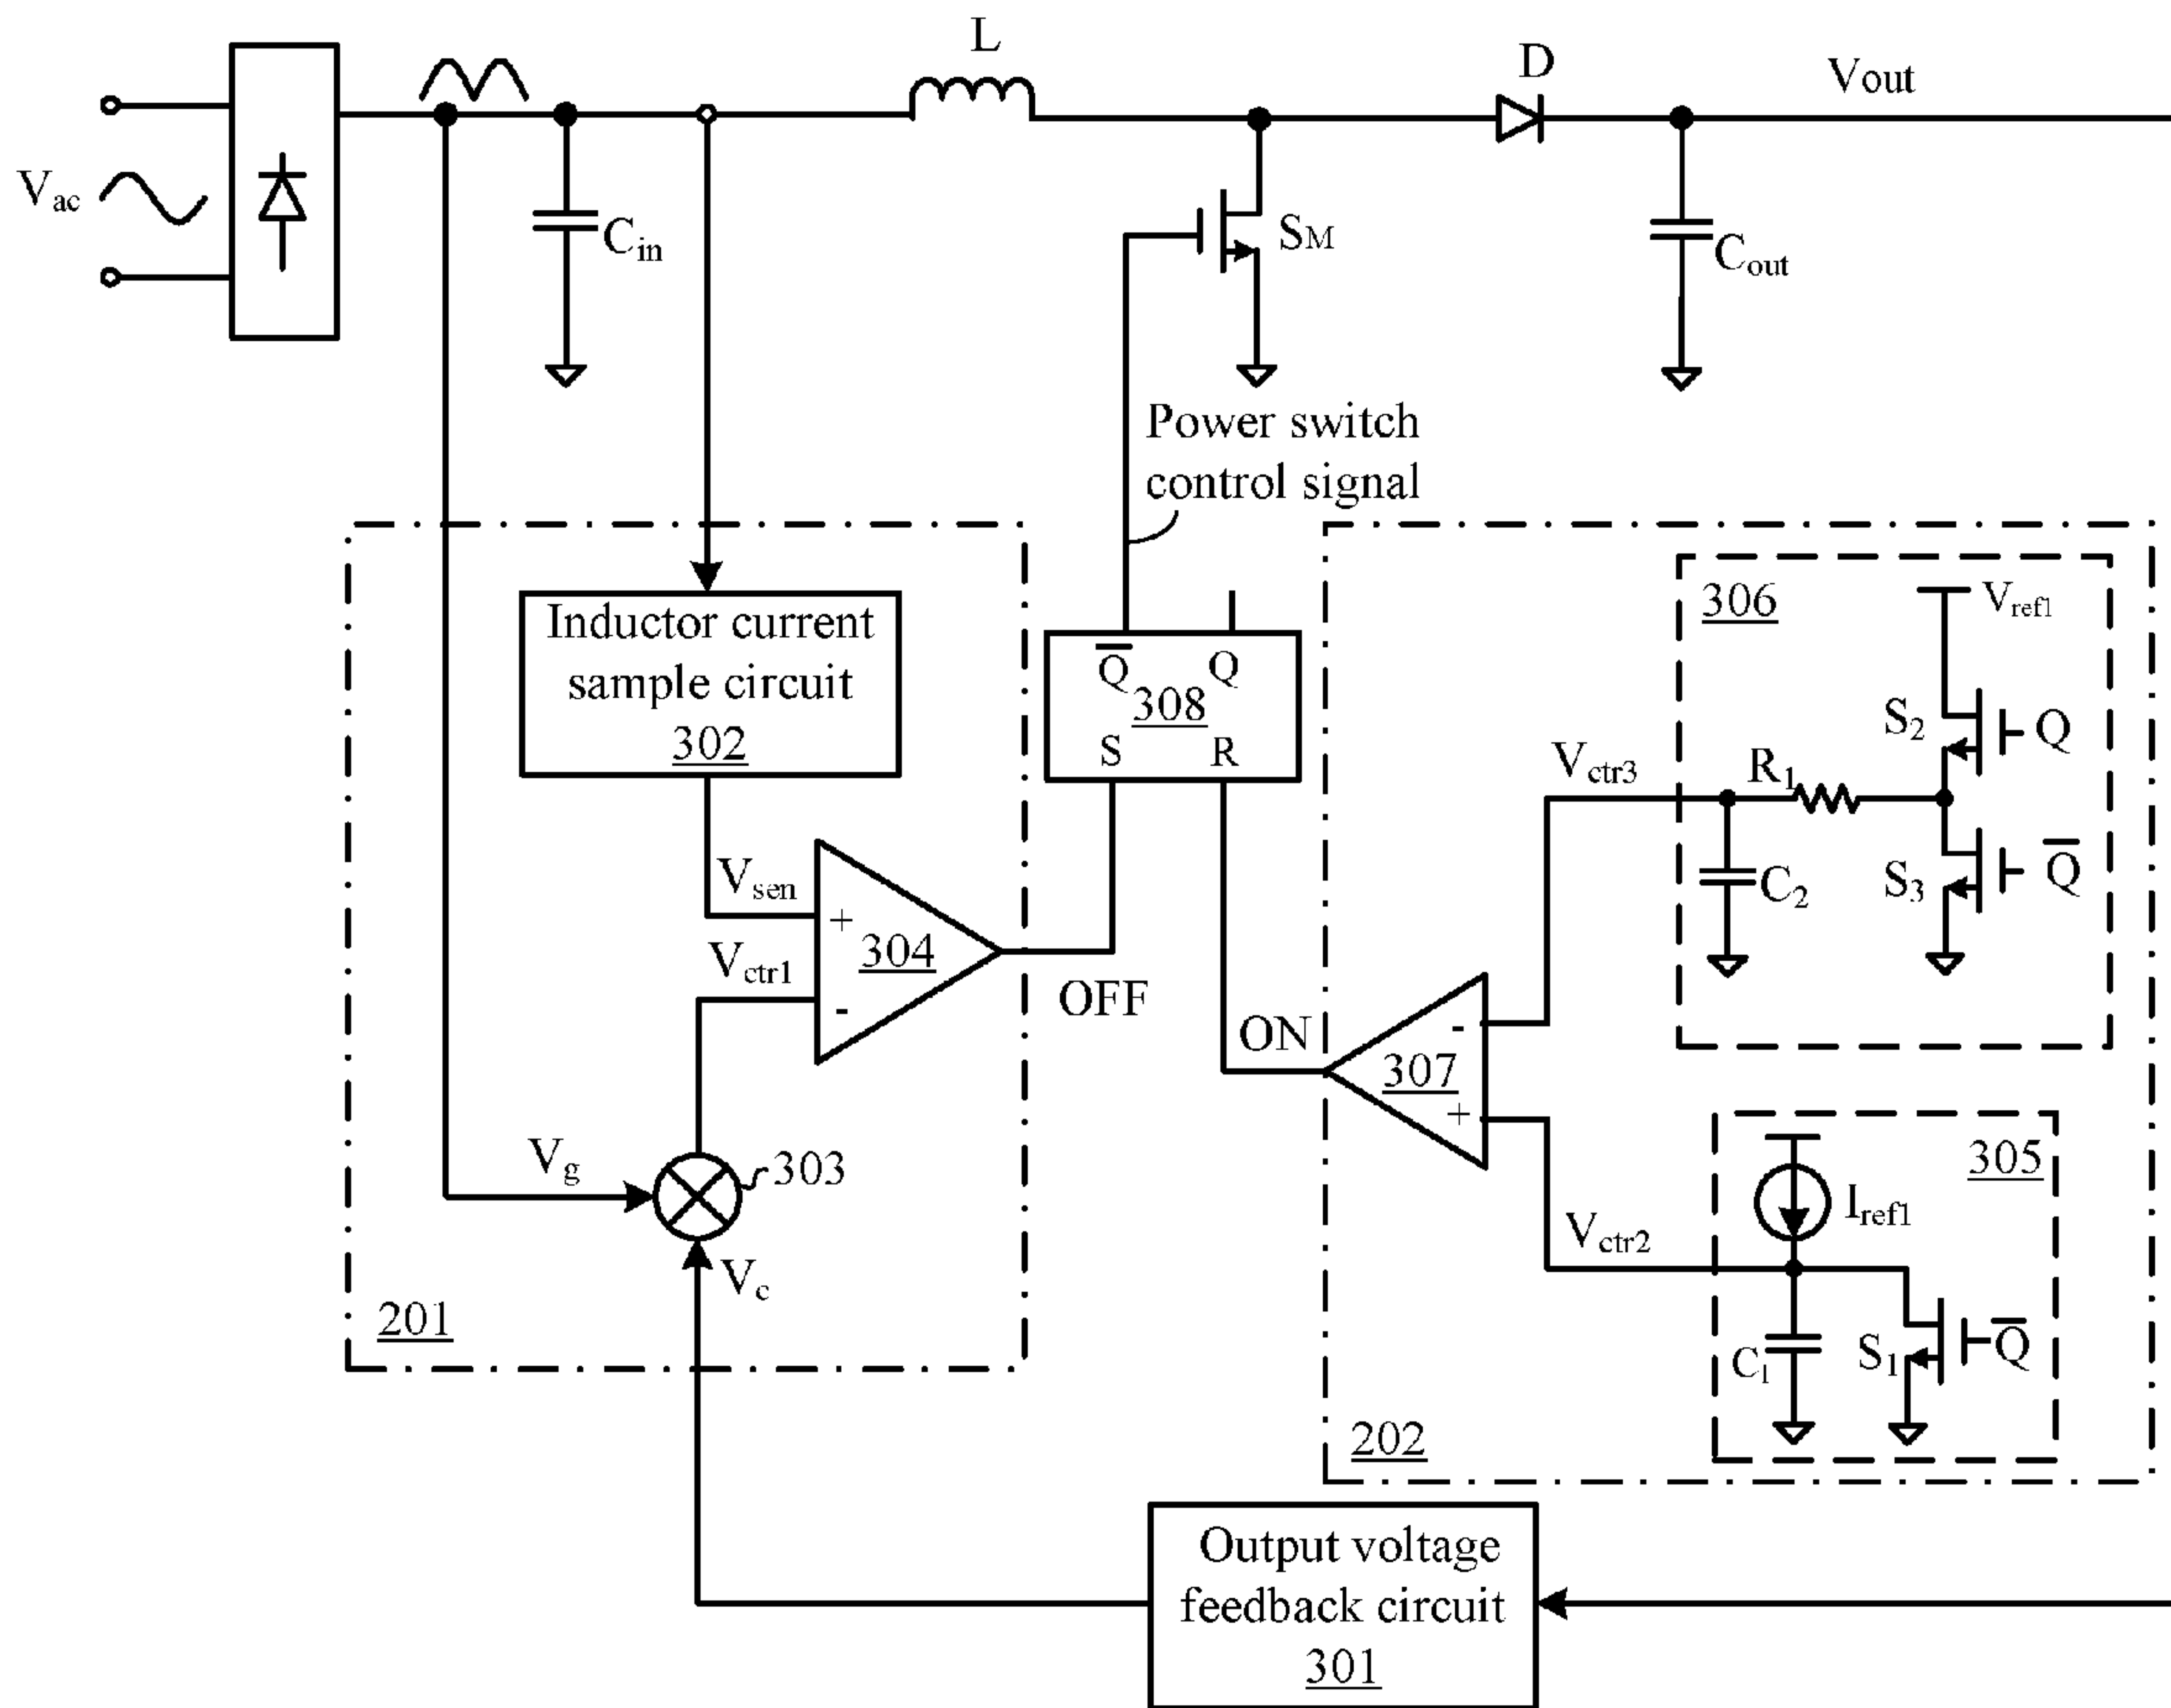 L
D
Vout
Vac
Cin
SM
Cout
Power switch
control signal
306
Vref1
Inductor current
sample circuit
302
Q̅
Q
308
S
R
S2
Q
Vctr3
R1
Vsen
+
304
Vctr1
-
C2
S3
Q̅
OFF
ON
-
307
+
Vg
303
305
Iref1
Vctr2
Vc
201
C1
S1
Q̅
202
Output voltage
feedback circuit
301